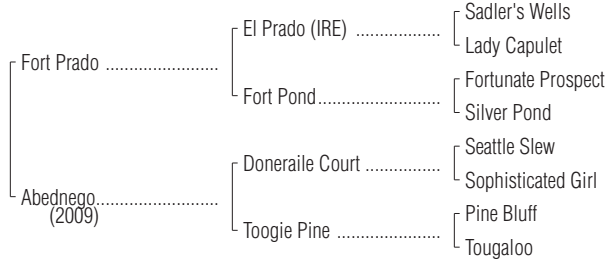 Sadler's Wells
El Prado (IRE) ..................
Lady Capulet
Fort Prado ........................
Fortunate Prospect
Fort Pond..........................
Silver Pond
Seattle Slew
Doneraile Court ................
Sophisticated Girl
Abednego..........................
(2009)
Pine Bluff
Toogie Pine ......................
Tougaloo